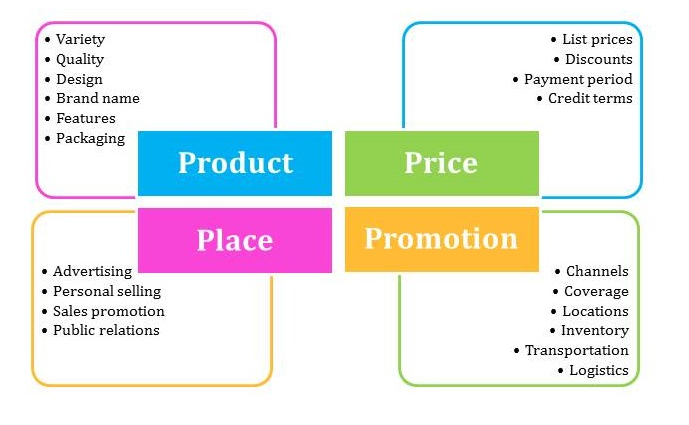 • Variety
• Quality
• Design
• Brand name
• Features
• Packaging
• List prices
• Discounts
• Payment period
• Credit terms
Product
Price
Place
Promotion
• Advertising
• Personal selling
• Sales promotion
• Public relations
• Channels
• Coverage
• Locations
• Inventory
• Transportation
• Logistics